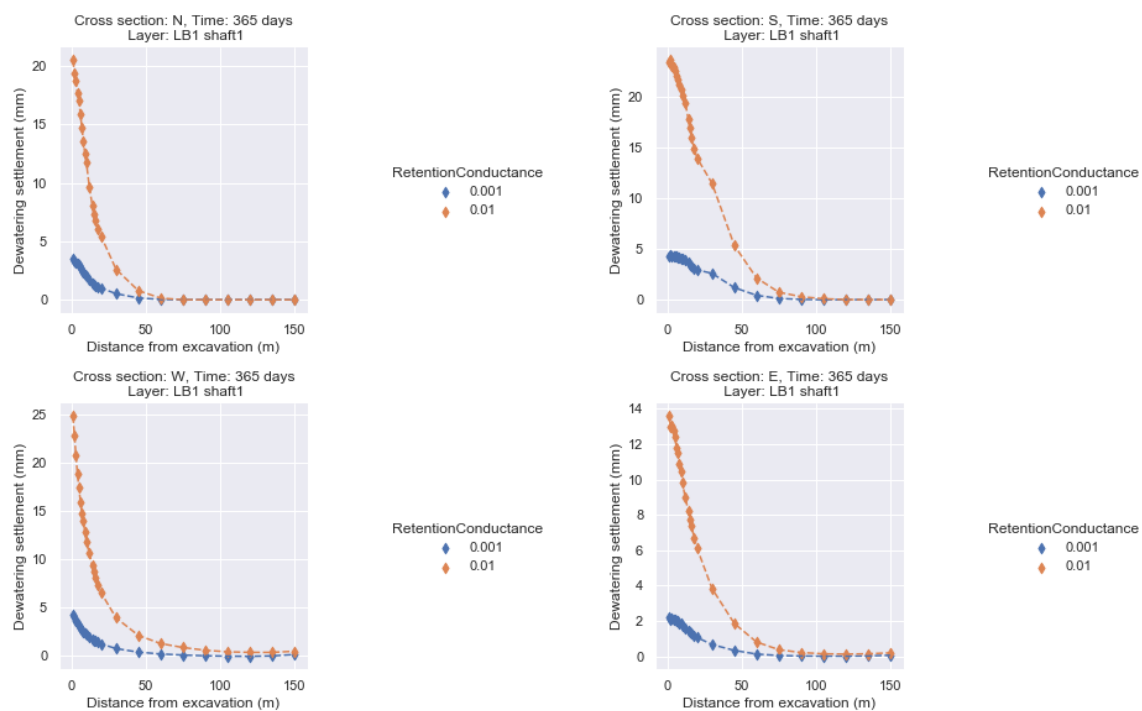 Cross section: N, Time: 365 days
Layer: LB1 shaft1
Dewatering settlement (mm)
20
15
10
5
0
0
50
100
150
Distance from excavation (m)
RetentionConductance
0.001
0.01
Cross section: S, Time: 365 days
Layer: LB1 shaft1
Dewatering settlement (mm)
20
15
10
5
0
0
50
100
150
Distance from excavation (m)
RetentionConductance
0.001
0.01
Cross section: W, Time: 365 days
Layer: LB1 shaft1
Dewatering settlement (mm)
25
20
15
10
5
0
0
50
100
150
Distance from excavation (m)
RetentionConductance
0.001
0.01
Cross section: E, Time: 365 days
Layer: LB1 shaft1
Dewatering settlement (mm)
14
12
10
8
6
4
2
0
0
50
100
150
Distance from excavation (m)
RetentionConductance
0.001
0.01